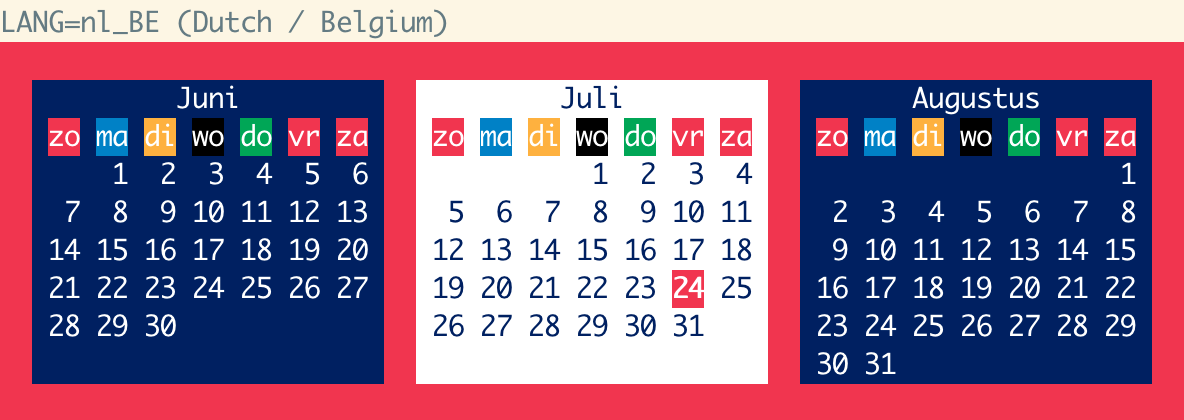 LANG=nl_BE (Dutch / Belgium)
Juni
zo ma di wo do vr za
1 2 3 4 5 6
7 8 9 10 11 12 13
14 15 16 17 18 19 20
21 22 23 24 25 26 27
28 29 30
Juli
zo ma di wo do vr za
1 2 3 4
5 6 7 8 9 10 11
12 13 14 15 16 17 18
19 20 21 22 23 24 25
26 27 28 29 30 31
Augustus
zo ma di wo do vr za
1
2 3 4 5 6 7 8
9 10 11 12 13 14 15
16 17 18 19 20 21 22
23 24 25 26 27 28 29
30 31